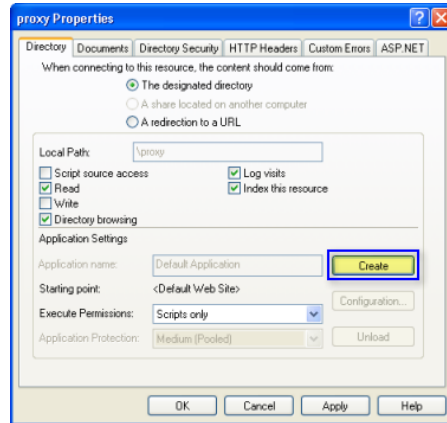 proxy Properties
Directory Documents Directory Security HTTP Headers Custom Errors ASP.NET
When connecting to this resource, the content should come from:
The designated directory
A share located on another computer
A redirection to a URL
Local Path: \proxy
Script source access Log visits
Read Index this resource
Write
Directory browsing
Application Settings
Application name: Default Application Create
Starting point: <Default Web Site> Configuration...
Execute Permissions: Scripts only
Application Protection: Medium (Pooled) Unload
OK Cancel Apply Help